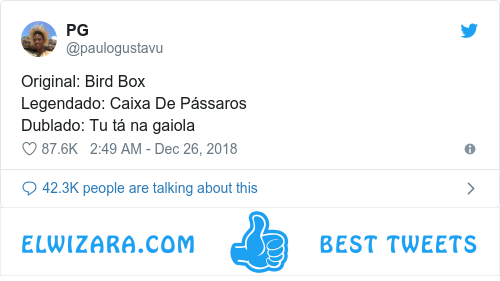 PG
@paulogustavu
Original: Bird Box
Legendado: Caixa De Pássaros
Dublado: Tu tá na gaiola
87.6K 2:49 AM - Dec 26, 2018
42.3K people are talking about this
ELWIZARA.COM BEST TWEETS